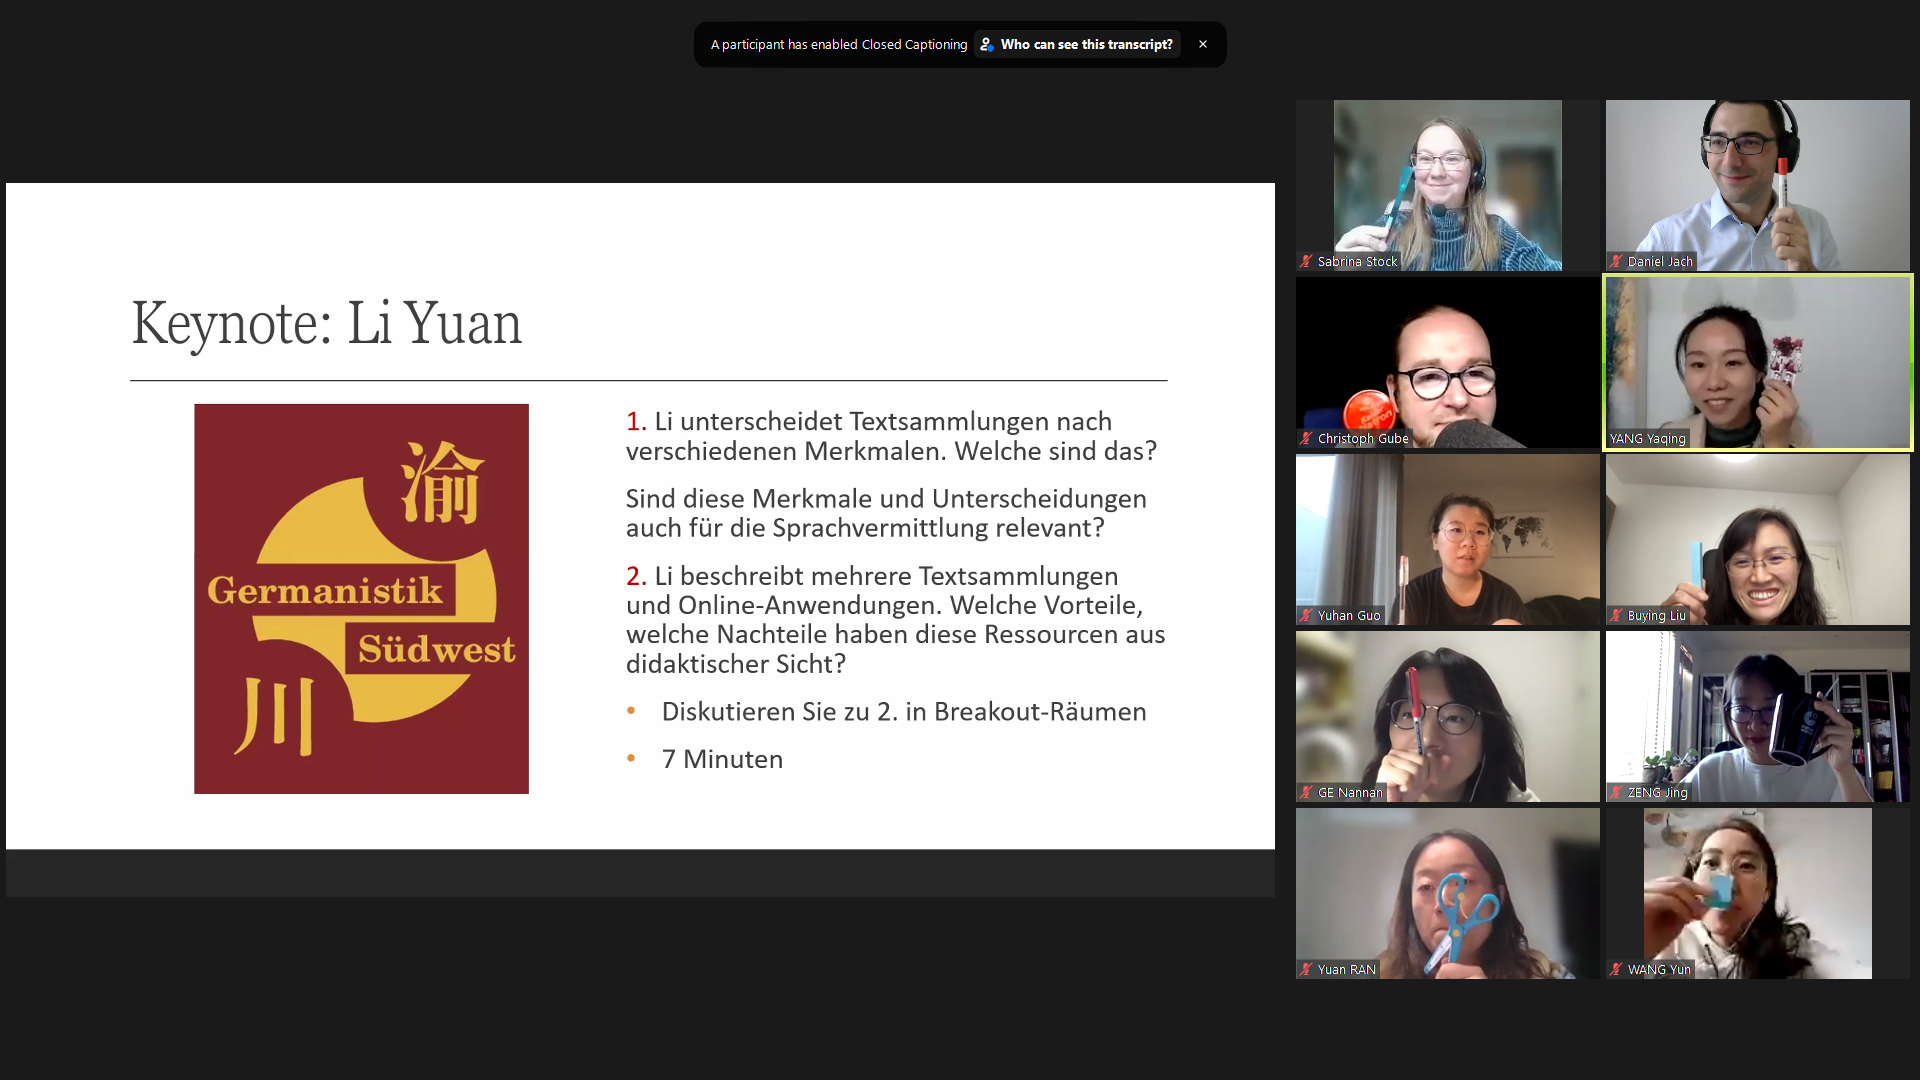 A participant has enabled Closed Captioning Who can see this transcript?
Keynote: Li Yuan
渝
Germanistik
Südwest
川
1. Li unterscheidet Textsammlungen nach
verschiedenen Merkmalen. Welche sind das?
Sind diese Merkmale und Unterscheidungen
auch für die Sprachvermittlung relevant?
2. Li beschreibt mehrere Textsammlungen
und Online-Anwendungen. Welche Vorteile,
welche Nachteile haben diese Ressourcen aus
didaktischer Sicht?
• Diskutieren Sie zu 2. in Breakout-Räumen
• 7 Minuten
Sabrina Stock
Daniel Jach
Christoph Gube
YANG Yaqing
Yuhan Guo
Buying Liu
GE Nannan
ZENG Jing
Yuan RAN
WANG Yun